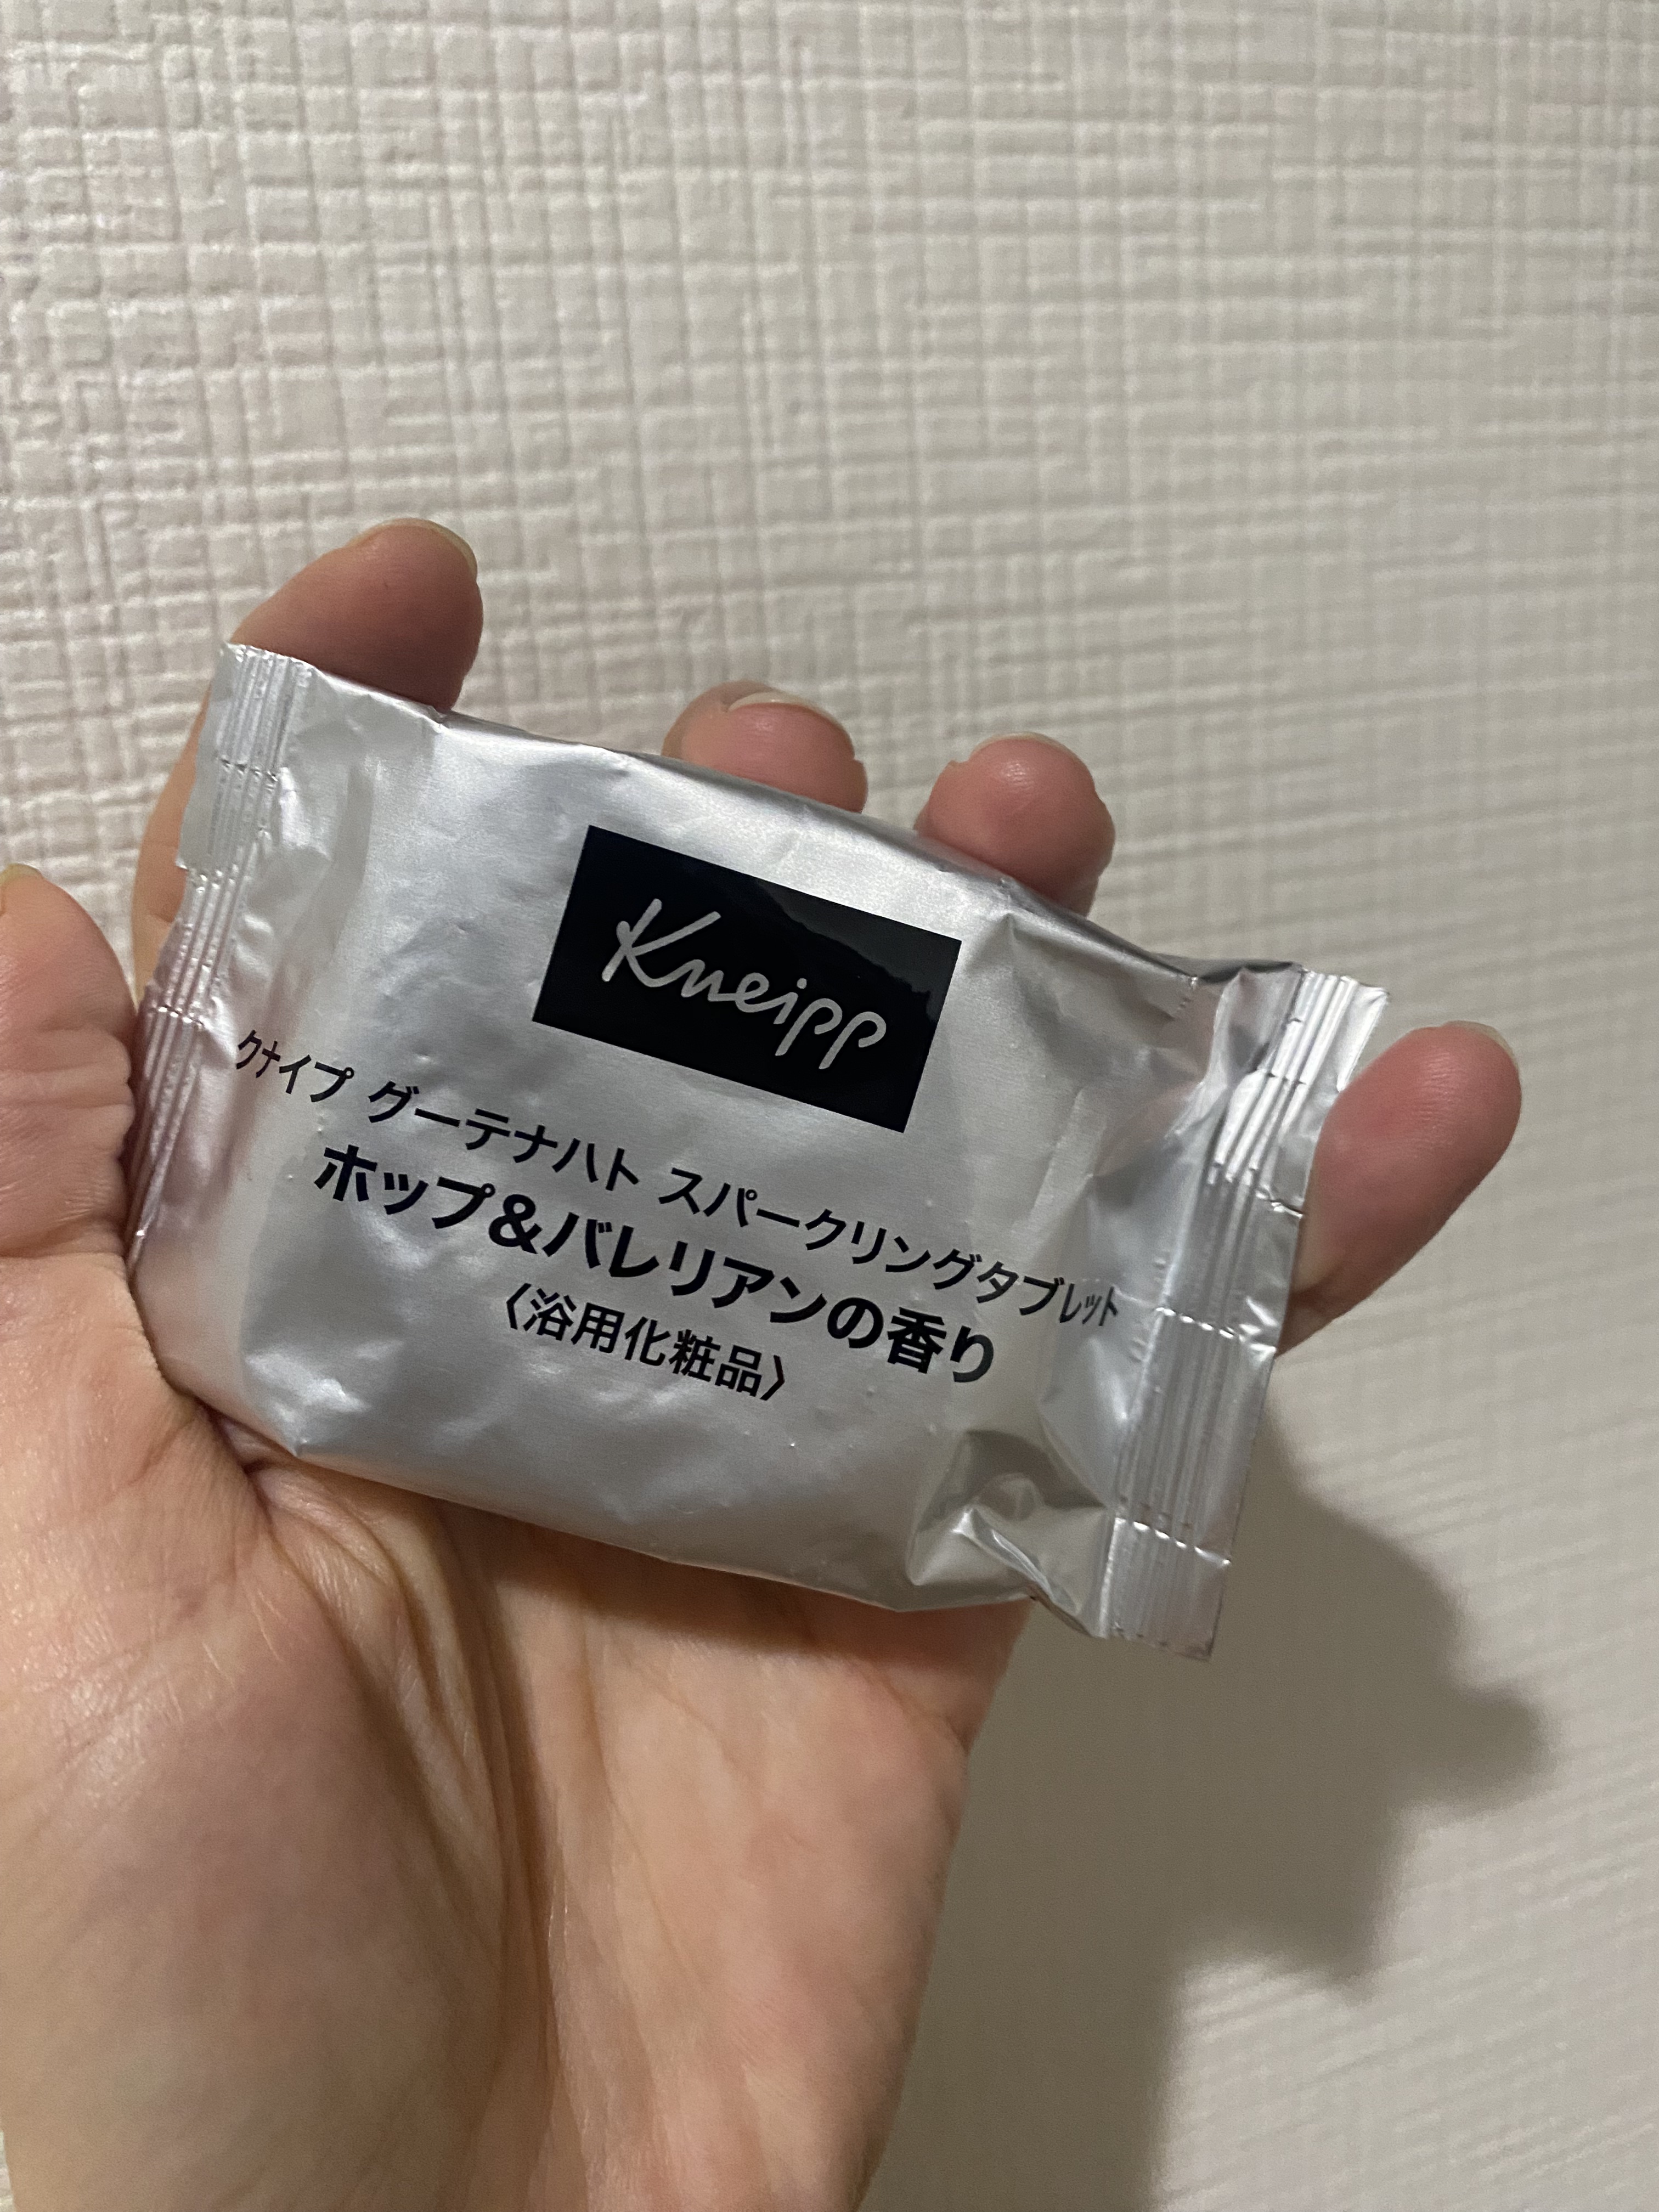 Kneipp
クナイプ グーテナハト スパークリングタブレット
ホップ&バレリアンの香り
〈浴用化粧品〉